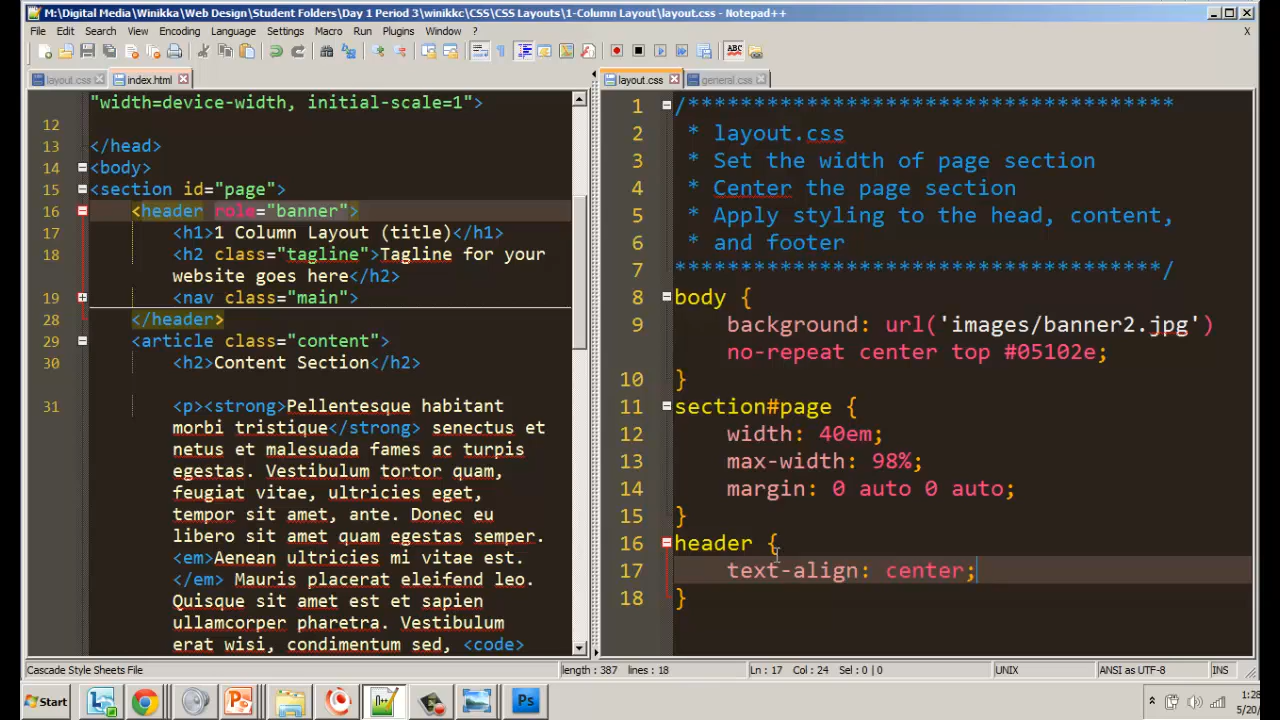 M:\Digital Media\Winikka\Web Design\Student Folders\Day 1 Period 3\winikkc\CSS\CSS Layouts\1-Column Layout\layout.css - Notepad++
File Edit Search View Encoding Language Settings Macro Run Plugins Window ? X
layout.css index.html
"width=device-width, initial-scale=1">
12
13 </head>
14 <body>
15 <section id="page">
16 <header role="banner">
17 <h1>1 Column Layout (title)</h1>
18 <h2 class="tagline">Tagline for your
website goes here</h2>
19 <nav class="main">
28 </header>
29 <article class="content">
30 <h2>Content Section</h2>
31 <p><strong>Pellentesque habitant
morbi tristique</strong> senectus et
netus et malesuada fames ac turpis
egestas. Vestibulum tortor quam,
feugiat vitae, ultricies eget,
tempor sit amet, ante. Donec eu
libero sit amet quam egestas semper.
<em>Aenean ultricies mi vitae est.
</em> Mauris placerat eleifend leo.
Quisque sit amet est et sapien
ullamcorper pharetra. Vestibulum
erat wisi, condimentum sed, <code>
layout.css general.css
1 /*************************************
2 * layout.css
3 * Set the width of page section
4 * Center the page section
5 * Apply styling to the head, content,
6 * and footer
7 *************************************/
8 body {
9 background: url('images/banner2.jpg')
no-repeat center top #05102e;
10 }
11 section#page {
12 width: 40em;
13 max-width: 98%;
14 margin: 0 auto 0 auto;
15 }
16 header {
17 text-align: center;
18 }
Cascade Style Sheets File length : 387 lines : 18 Ln : 17 Col : 24 Sel : 0 | 0 UNIX ANSI as UTF-8 INS
Start Ps 1:28
5/20/